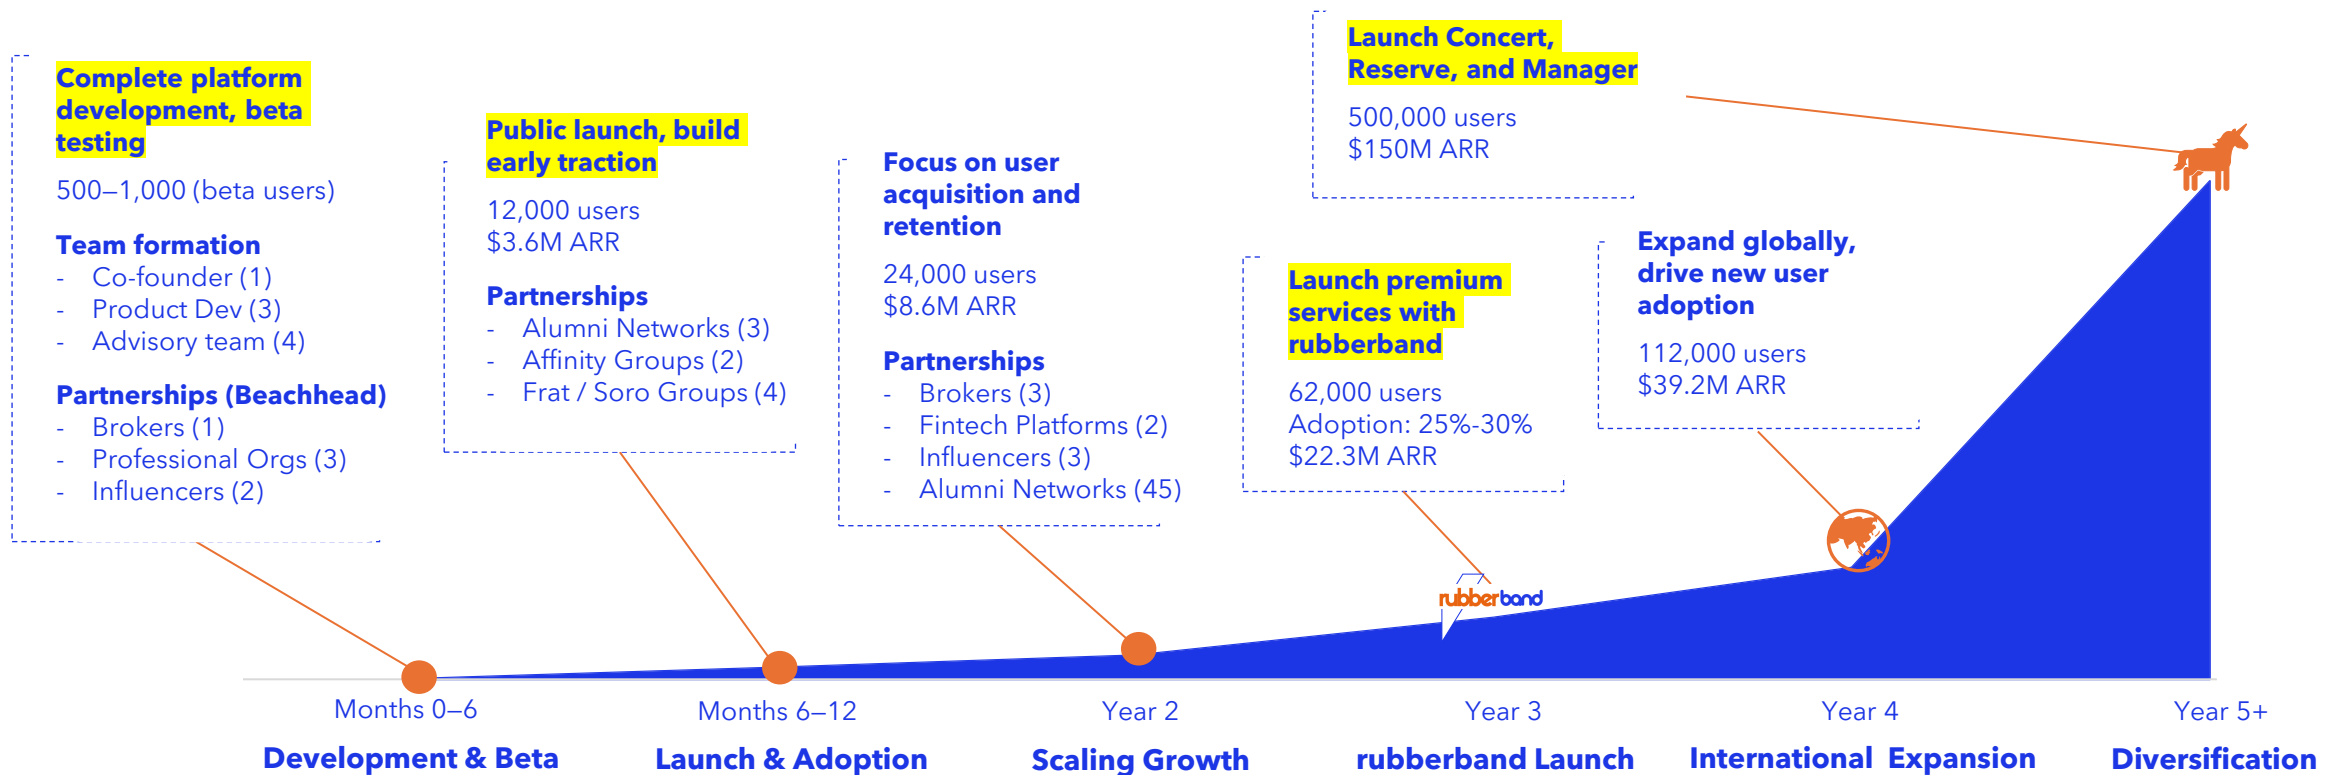 Complete platform
development, beta
testing
500–1,000 (beta users)
Team formation
- Co-founder (1)
- Product Dev (3)
- Advisory team (4)
Partnerships (Beachhead)
- Brokers (1)
- Professional Orgs (3)
- Influencers (2)
Public launch, build
early traction
12,000 users
$3.6M ARR
Partnerships
- Alumni Networks (3)
- Affinity Groups (2)
- Frat / Soro Groups (4)
Focus on user
acquisition and
retention
24,000 users
$8.6M ARR
Partnerships
- Brokers (3)
- Fintech Platforms (2)
- Influencers (3)
- Alumni Networks (45)
Launch premium
services with
rubberband
62,000 users
Adoption: 25%-30%
$22.3M ARR
Launch Concert,
Reserve, and Manager
500,000 users
$150M ARR
Expand globally,
drive new user
adoption
112,000 users
$39.2M ARR
rubberband
Months 0–6
Development & Beta
Months 6–12
Launch & Adoption
Year 2
Scaling Growth
Year 3
rubberband Launch
Year 4
International Expansion
Year 5+
Diversification